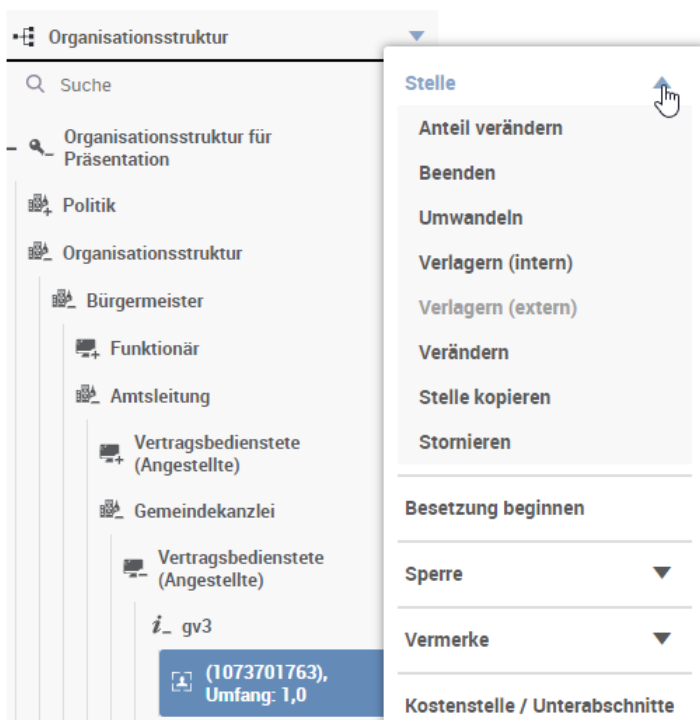 Organisationsstruktur
Suche
Organisationsstruktur für
Präsentation
Politik
Organisationsstruktur
Bürgermeister
Funktionär
Amtsleitung
Vertragsbedienstete
(Angestellte)
Gemeindekanzlei
Vertragsbedienstete
(Angestellte)
gv3
(1073701763),
Umfang: 1,0
Stelle
Anteil verändern
Beenden
Umwandeln
Verlagern (intern)
Verlagern (extern)
Verändern
Stelle kopieren
Stornieren
Besetzung beginnen
Sperre
Vermerke
Kostenstelle / Unterabschnitte